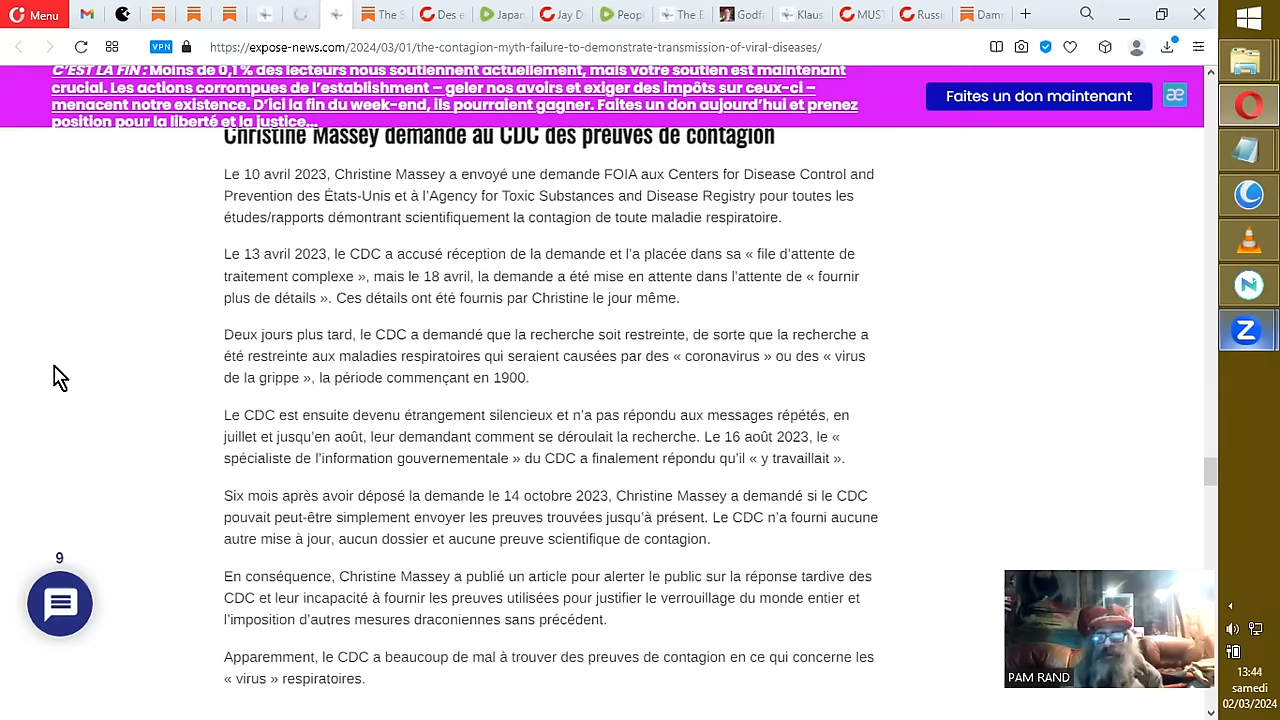 Menu
The S
Des e
Japan
Jay D
Peop
The E
Godfa
Klaus
MUS
Russi
Damn
VPN
https://expose-news.com/2024/03/01/the-contagion-myth-failure-to-demonstrate-transmission-of-viral-diseases/
C'EST LA FIN : Moins de 0,1 % des lecteurs nous soutiennent actuellement, mais votre soutien est maintenant
crucial. Les actions corrompues de l'establishment – geler nos avoirs et exiger des impôts sur ceux-ci –
menacent notre existence. D'ici la fin du week-end, ils pourraient gagner. Faites un don aujourd'hui et prenez
position pour la liberté et la justice...
Faites un don maintenant
æ
Christine Massey demande au CDC des preuves de contagion
Le 10 avril 2023, Christine Massey a envoyé une demande FOIA aux Centers for Disease Control and
Prevention des États-Unis et à l'Agency for Toxic Substances and Disease Registry pour toutes les
études/rapports démontrant scientifiquement la contagion de toute maladie respiratoire.
Le 13 avril 2023, le CDC a accusé réception de la demande et l'a placée dans sa « file d'attente de
traitement complexe », mais le 18 avril, la demande a été mise en attente dans l'attente de « fournir
plus de détails ». Ces détails ont été fournis par Christine le jour même.
Deux jours plus tard, le CDC a demandé que la recherche soit restreinte, de sorte que la recherche a
été restreinte aux maladies respiratoires qui seraient causées par des « coronavirus » ou des « virus
de la grippe », la période commençant en 1900.
Le CDC est ensuite devenu étrangement silencieux et n'a pas répondu aux messages répétés, en
juillet et jusqu'en août, leur demandant comment se déroulait la recherche. Le 16 août 2023, le «
spécialiste de l'information gouvernementale » du CDC a finalement répondu qu'il « y travaillait ».
Six mois après avoir déposé la demande le 14 octobre 2023, Christine Massey a demandé si le CDC
pouvait peut-être simplement envoyer les preuves trouvées jusqu'à présent. Le CDC n'a fourni aucune
autre mise à jour, aucun dossier et aucune preuve scientifique de contagion.
En conséquence, Christine Massey a publié un article pour alerter le public sur la réponse tardive des
CDC et leur incapacité à fournir les preuves utilisées pour justifier le verrouillage du monde entier et
l'imposition d'autres mesures draconiennes sans précédent.
Apparemment, le CDC a beaucoup de mal à trouver des preuves de contagion en ce qui concerne les
« virus » respiratoires.
9
PAM RAND
13:44
samedi
02/03/2024